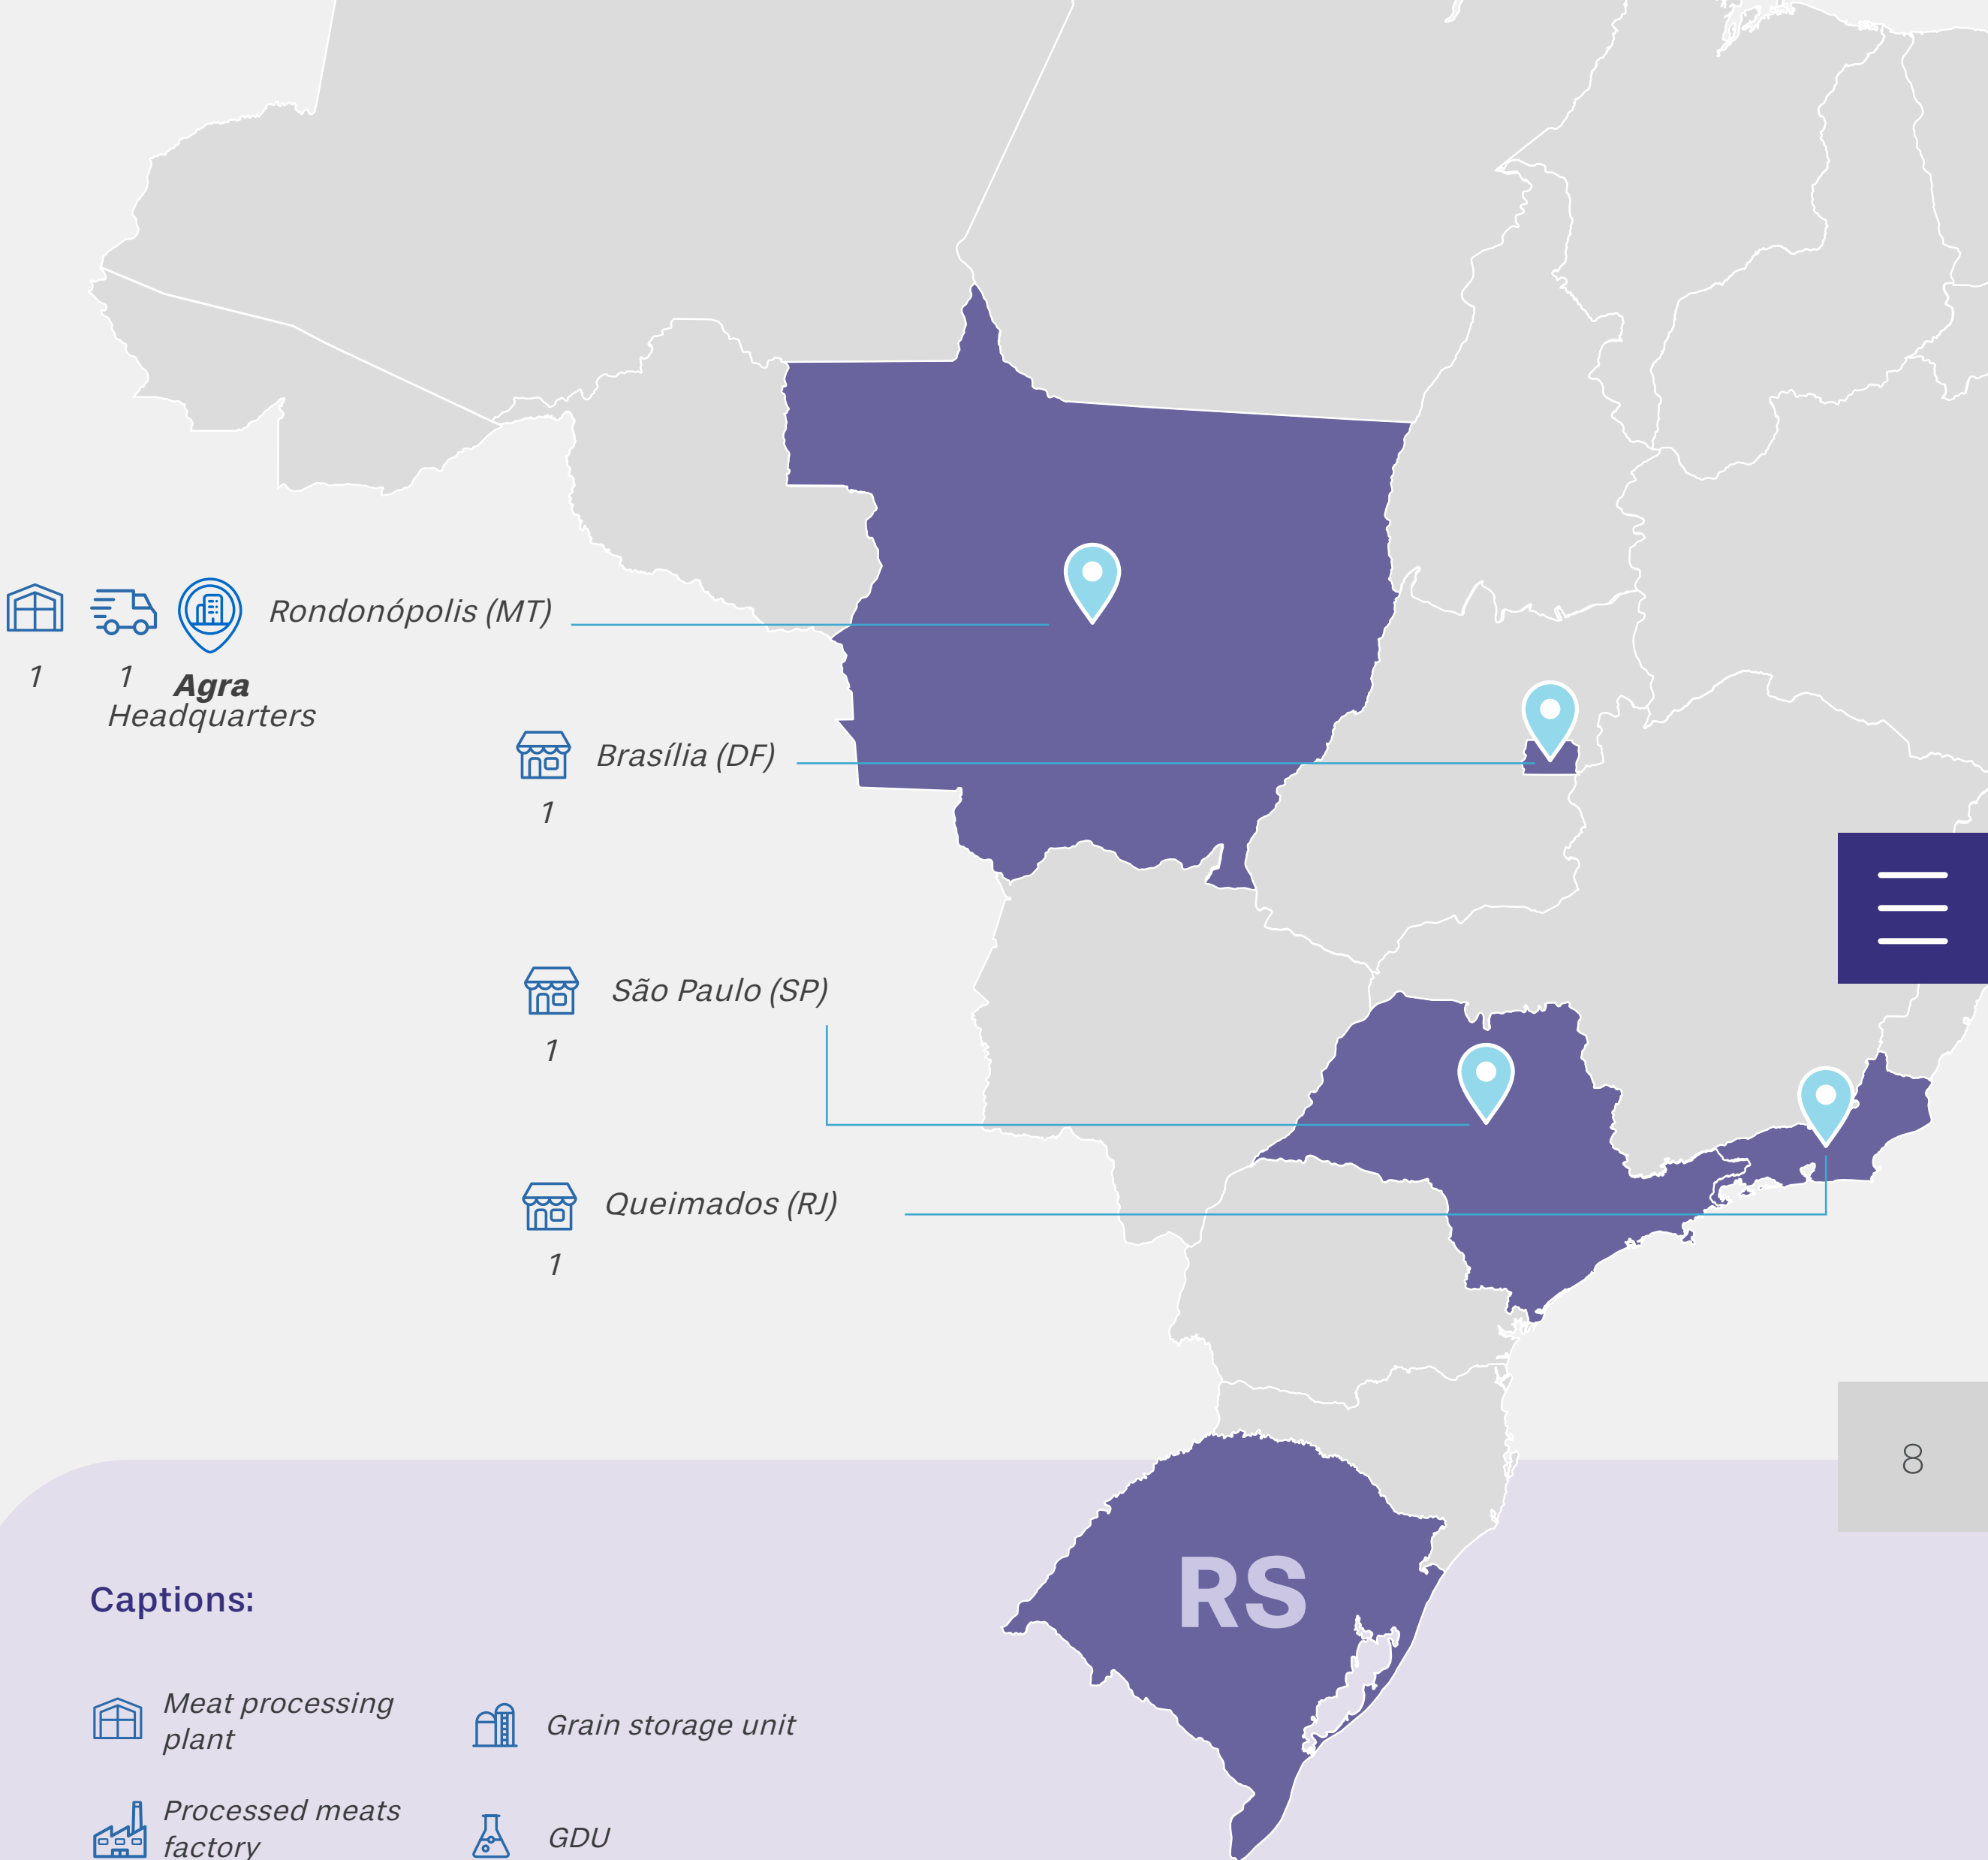 Rondonópolis (MT)
1
1
Agra
Headquarters
Brasília (DF)
1
São Paulo (SP)
1
Queimados (RJ)
1
8
RS
Captions:
Meat processing
plant
Grain storage unit
Processed meats
factory
GDU